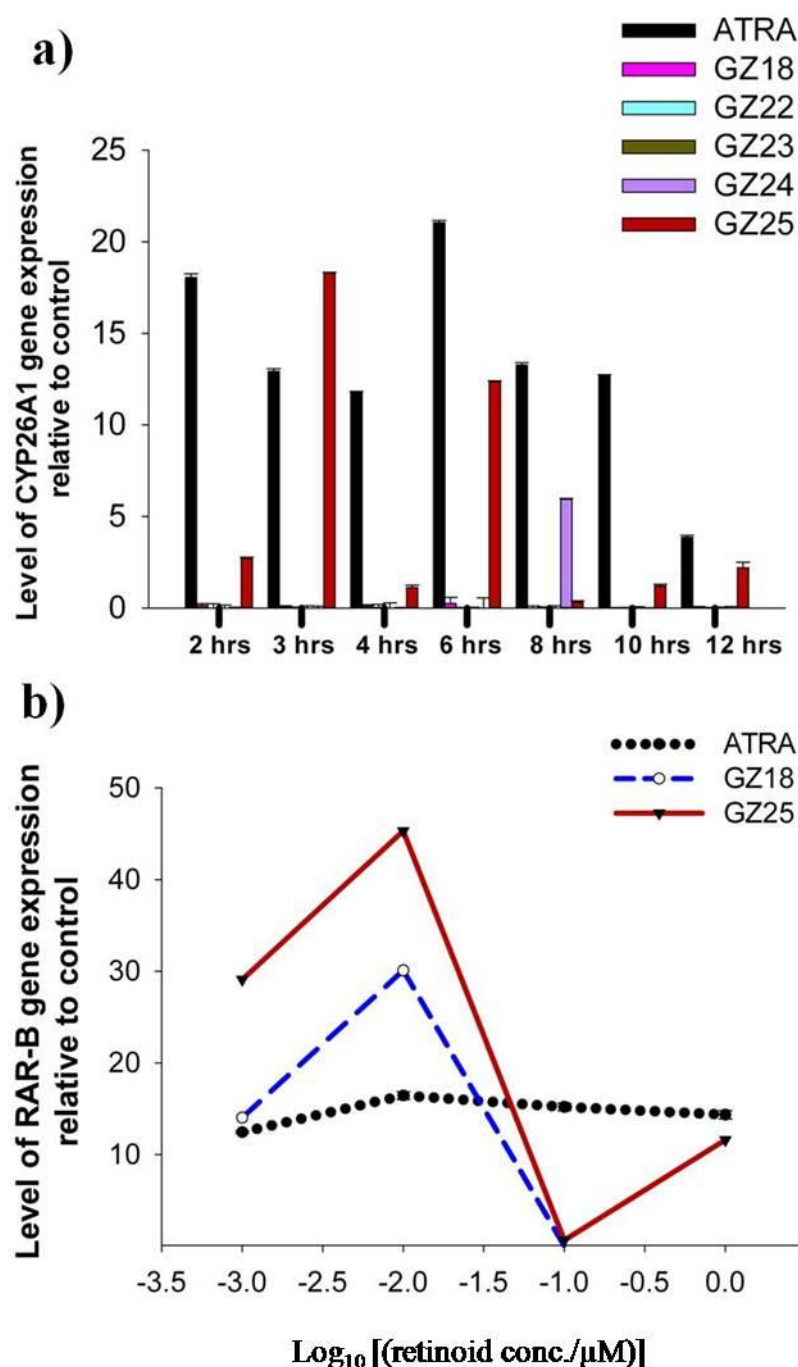 a)
ATRA
GZ18
GZ22
GZ23
GZ24
GZ25
Level of CYP26A1 gene expression
relative to control
25
20
15
10
5
0
2 hrs 3 hrs 4 hrs 6 hrs 8 hrs 10 hrs 12 hrs
b)
ATRA
GZ18
GZ25
Level of RAR-B gene expression
relative to control
50
40
30
20
10
-3.5 -3.0 -2.5 -2.0 -1.5 -1.0 -0.5 0.0
Log10 [(retinoid conc./µM)]